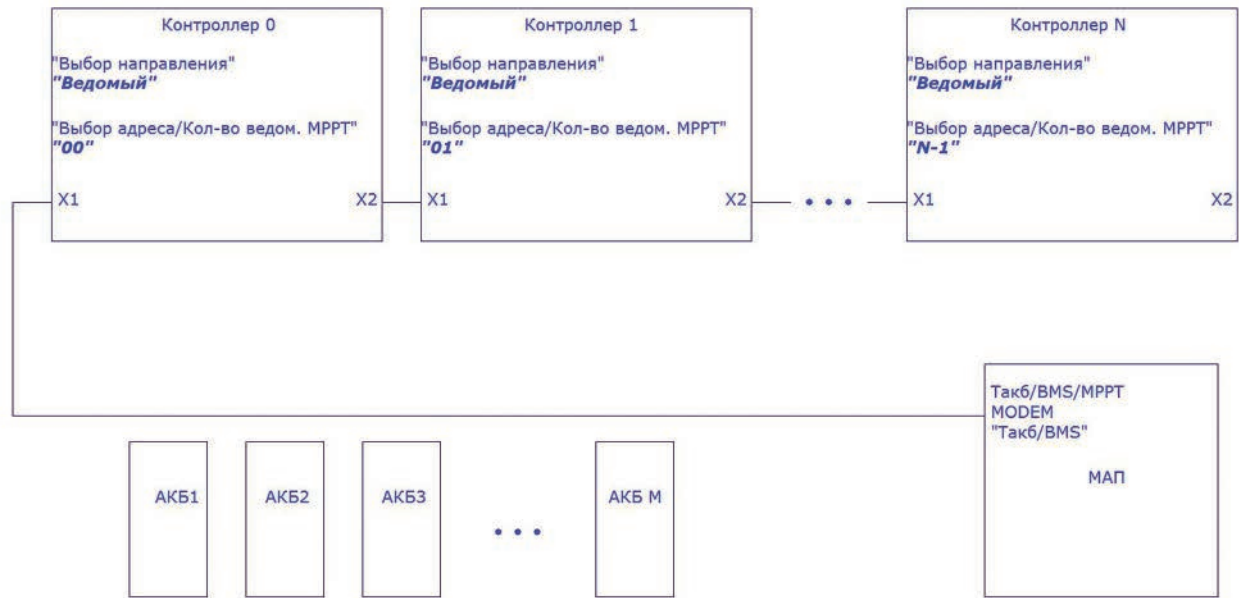 Контроллер 0
"Выбор направления"
"Ведомый"
"Выбор адреса/Кол-во ведом. MPPT"
"00"
X1
X2
Контроллер 1
"Выбор направления"
"Ведомый"
"Выбор адреса/Кол-во ведом. MPPT"
"01"
X1
X2
• • •
Контроллер N
"Выбор направления"
"Ведомый"
"Выбор адреса/Кол-во ведом. MPPT"
"N-1"
X1
X2
Такб/BMS/MPPT
MODEM
"Такб/BMS"
МАП
АКБ1
АКБ2
АКБ3
• • •
АКБ М